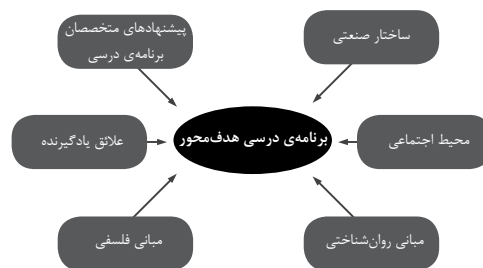 ساختار صنعتی
پیشنهادهای متخصصان
برنامه‌ی درسی
محیط اجتماعی
برنامه‌ی درسی هدف‌محور
علائق یادگیرنده
مبانی روان‌شناختی
مبانی فلسفی